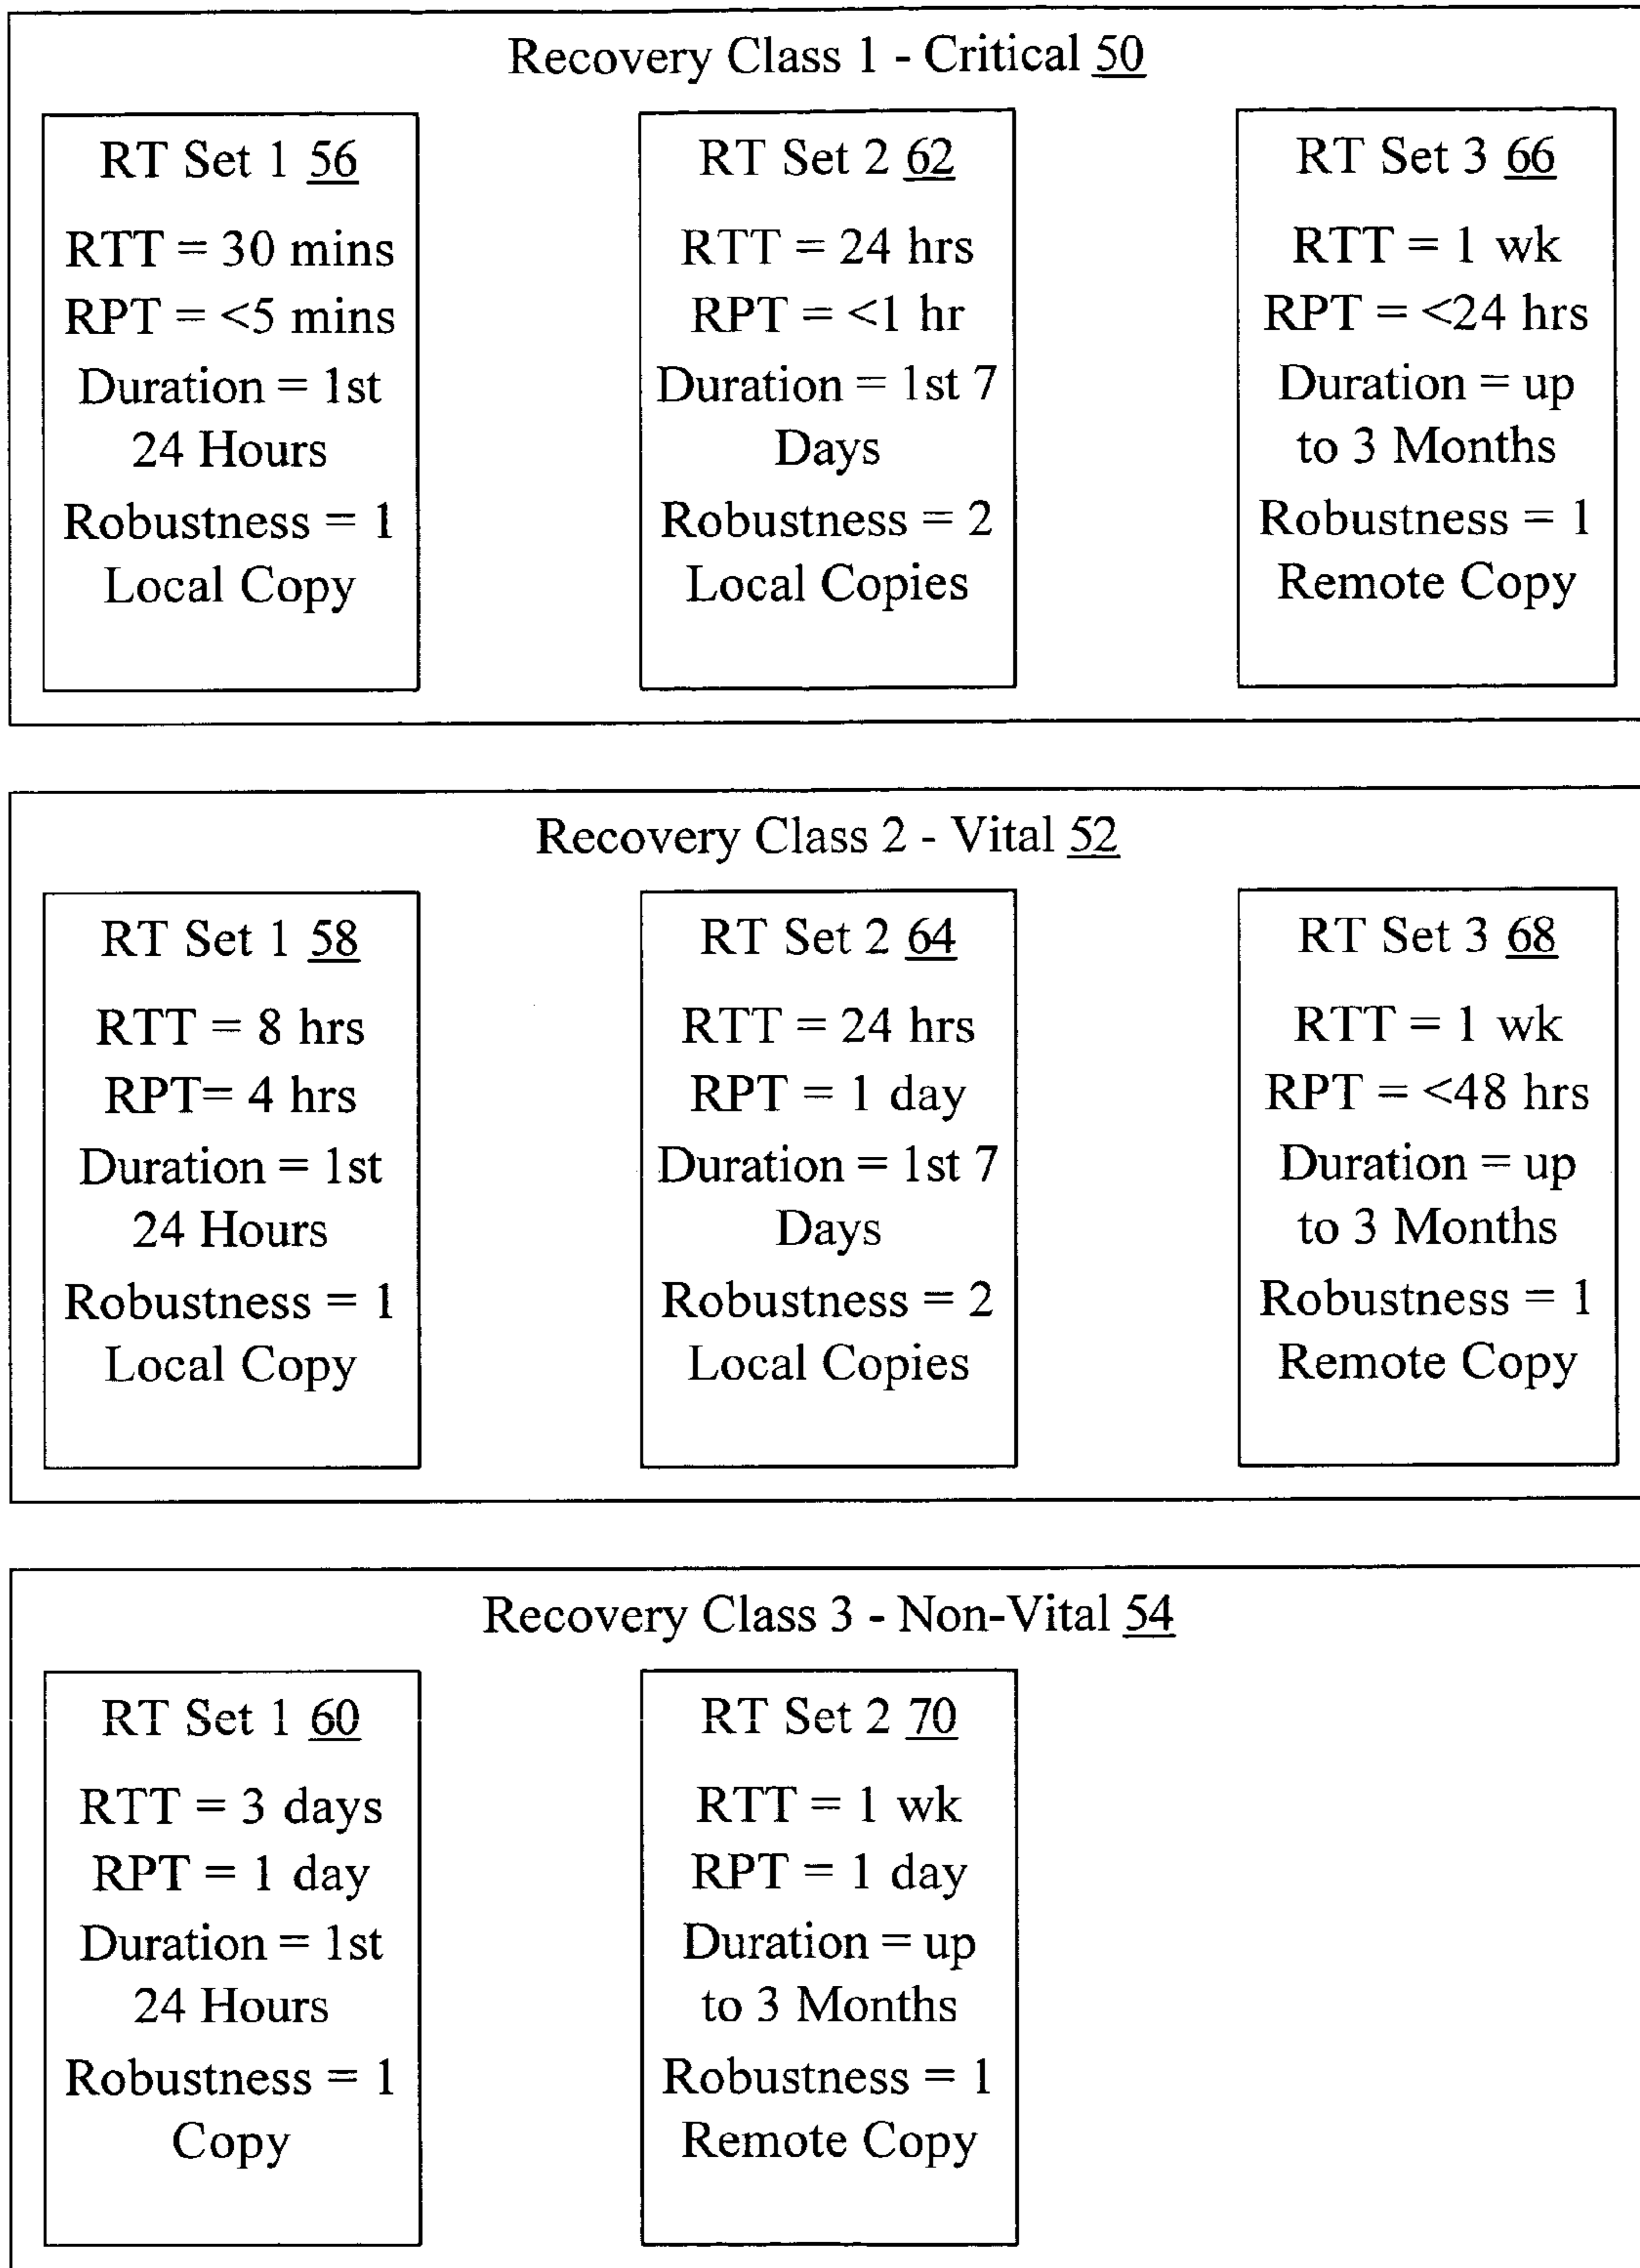 Recovery Class 1 - Critical 50
RT Set 1 56
RTT = 30 mins
RPT = <5 mins
Duration = 1st
24 Hours
Robustness = 1
Local Copy
RT Set 2 62
RTT = 24 hrs
RPT = <1 hr
Duration = 1st 7
Days
Robustness = 2
Local Copies
RT Set 3 66
RTT = 1 wk
RPT = <24 hrs
Duration = up
to 3 Months
Robustness = 1
Remote Copy
Recovery Class 2 - Vital 52
RT Set 1 58
RTT = 8 hrs
RPT= 4 hrs
Duration = 1st
24 Hours
Robustness = 1
Local Copy
RT Set 2 64
RTT = 24 hrs
RPT = 1 day
Duration = 1st 7
Days
Robustness = 2
Local Copies
RT Set 3 68
RTT = 1 wk
RPT = <48 hrs
Duration = up
to 3 Months
Robustness = 1
Remote Copy
Recovery Class 3 - Non-Vital 54
RT Set 1 60
RTT = 3 days
RPT = 1 day
Duration = 1st
24 Hours
Robustness = 1
Copy
RT Set 2 70
RTT = 1 wk
RPT = 1 day
Duration = up
to 3 Months
Robustness = 1
Remote Copy